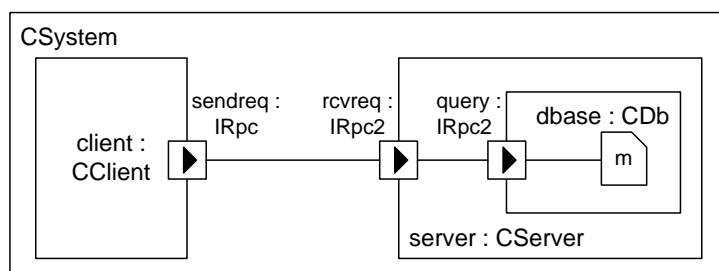 CSystem
sendreq :
IRpc
rcvreq :
IRpc2
query :
IRpc2
dbase : CDb
client :
CClient
m
server : CServer